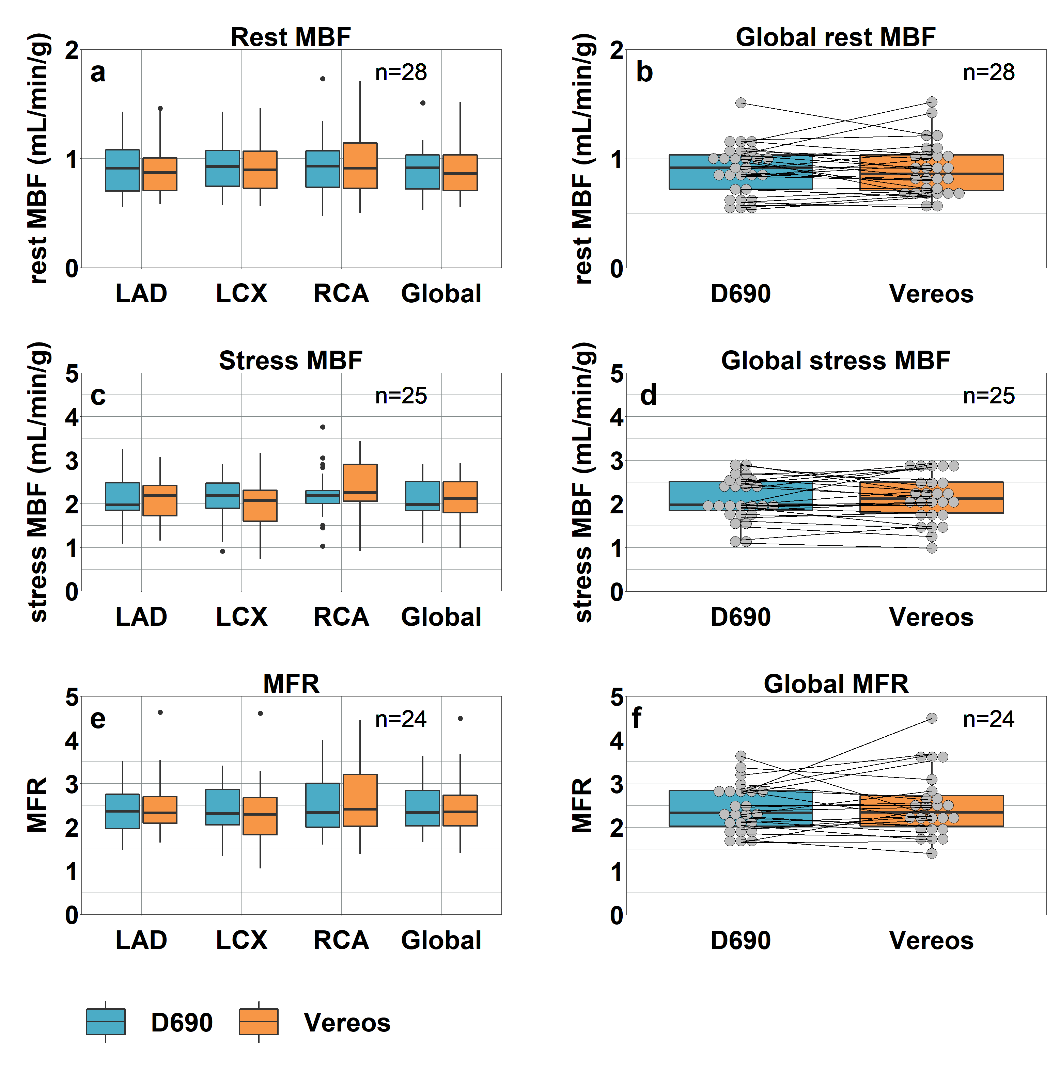 Rest MBF
a
n=28
rest MBF (mL/min/g)
2
1
0
LAD LCX RCA Global
Global rest MBF
b
n=28
rest MBF (mL/min/g)
2
1
0
D690 Vereos
Stress MBF
c
n=25
stress MBF (mL/min/g)
5
4
3
2
1
0
LAD LCX RCA Global
Global stress MBF
d
n=25
stress MBF (mL/min/g)
5
4
3
2
1
0
D690 Vereos
MFR
e
n=24
MFR
5
4
3
2
1
0
LAD LCX RCA Global
Global MFR
f
n=24
MFR
5
4
3
2
1
0
D690 Vereos
D690 Vereos